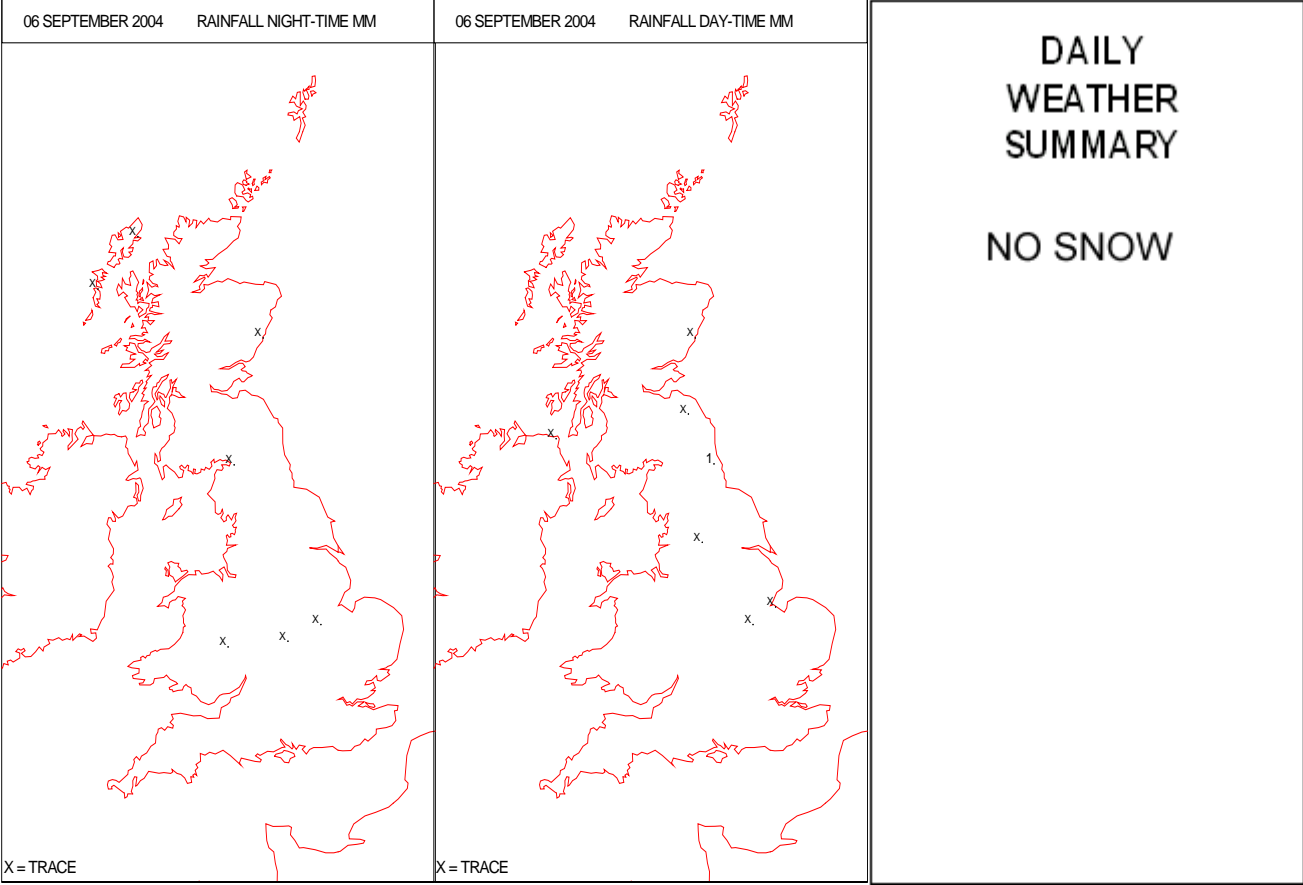 06 SEPTEMBER 2004 RAINFALL NIGHT-TIME MM
X
X
X
X
X
X
X
X = TRACE
06 SEPTEMBER 2004 RAINFALL DAY-TIME MM
X
X
X
1
X
X
X
X = TRACE
DAILY
WEATHER
SUMMARY
NO SNOW